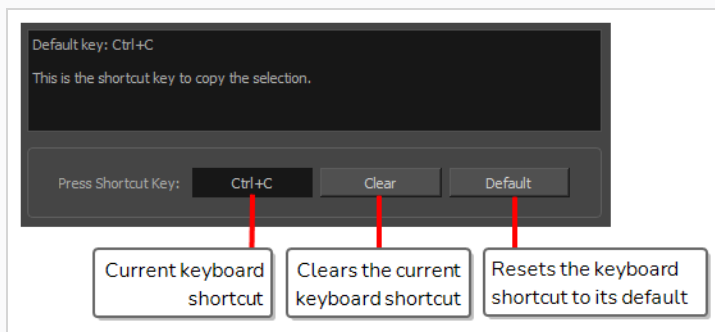 Default key: Ctrl+C
This is the shortcut key to copy the selection.
Press Shortcut Key: Ctrl+C Clear Default
Current keyboard
shortcut
Clears the current
keyboard shortcut
Resets the keyboard
shortcut to its default